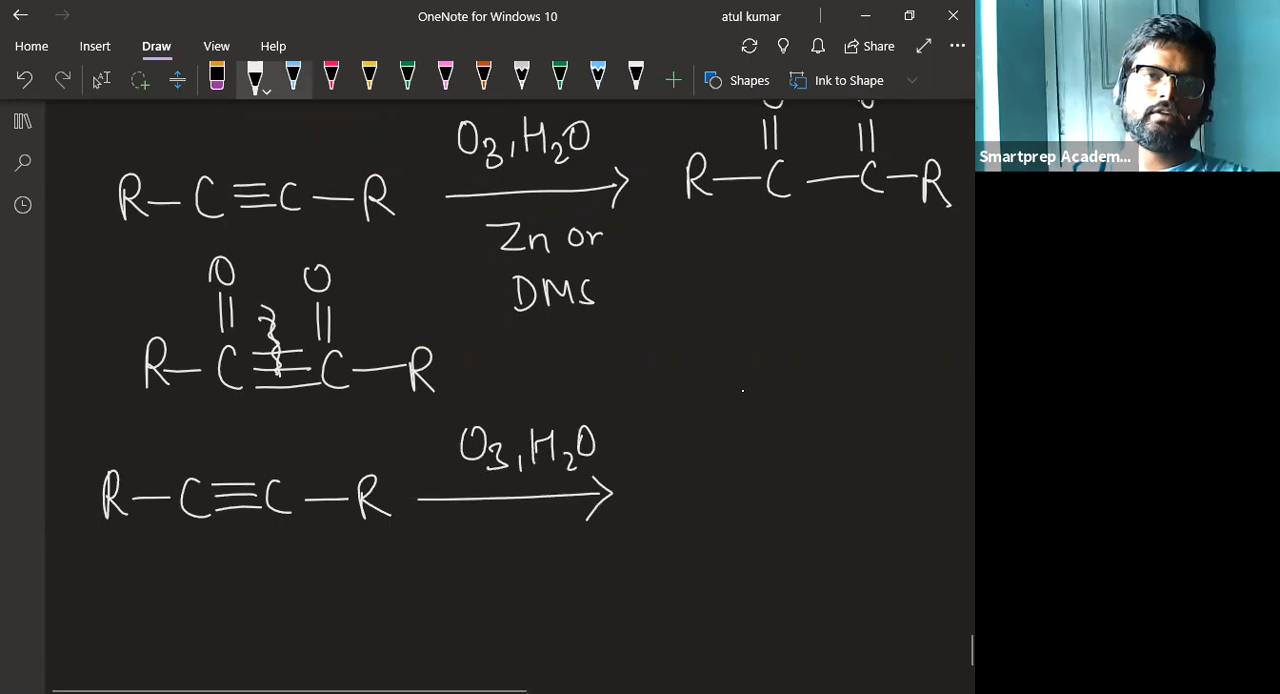 OneNote for Windows 10
atul kumar
Home Insert Draw View Help
Share
Shapes
Ink to Shape
Smartprep Academ...
O3, H2O
R—C≡C—R
R—C—C—R
Zn or
DMS
O O
R—C≡C—R
O3, H2O
R—C≡C—R